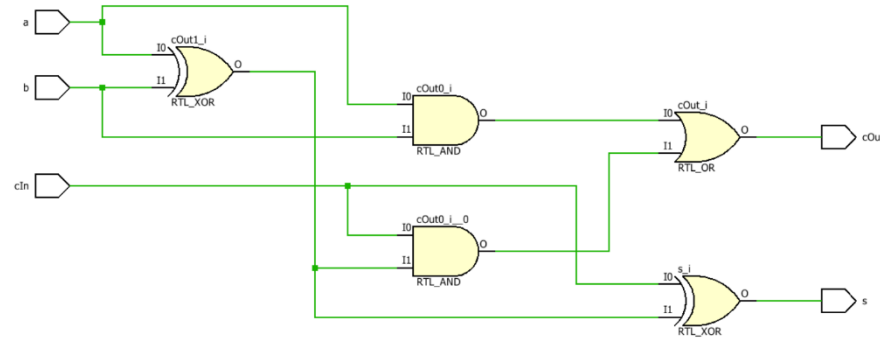 a
cOut1_i
I0
O
I1
RTL_XOR
b
cOut0_i
I0
O
I1
RTL_AND
cOut_i
I0
O
I1
RTL_OR
cOu
cIn
cOut0_i__0
I0
O
I1
RTL_AND
s_i
I0
O
I1
RTL_XOR
s